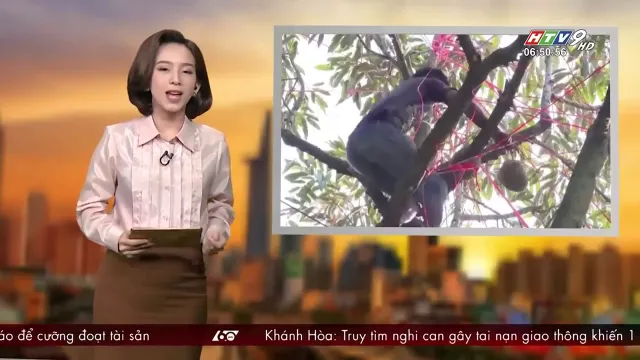 HTV9 HD
06:50:56
áo để cưỡng đoạt tài sản
60
Khánh Hòa: Truy tìm nghi can gây tai nạn giao thông khiến 1